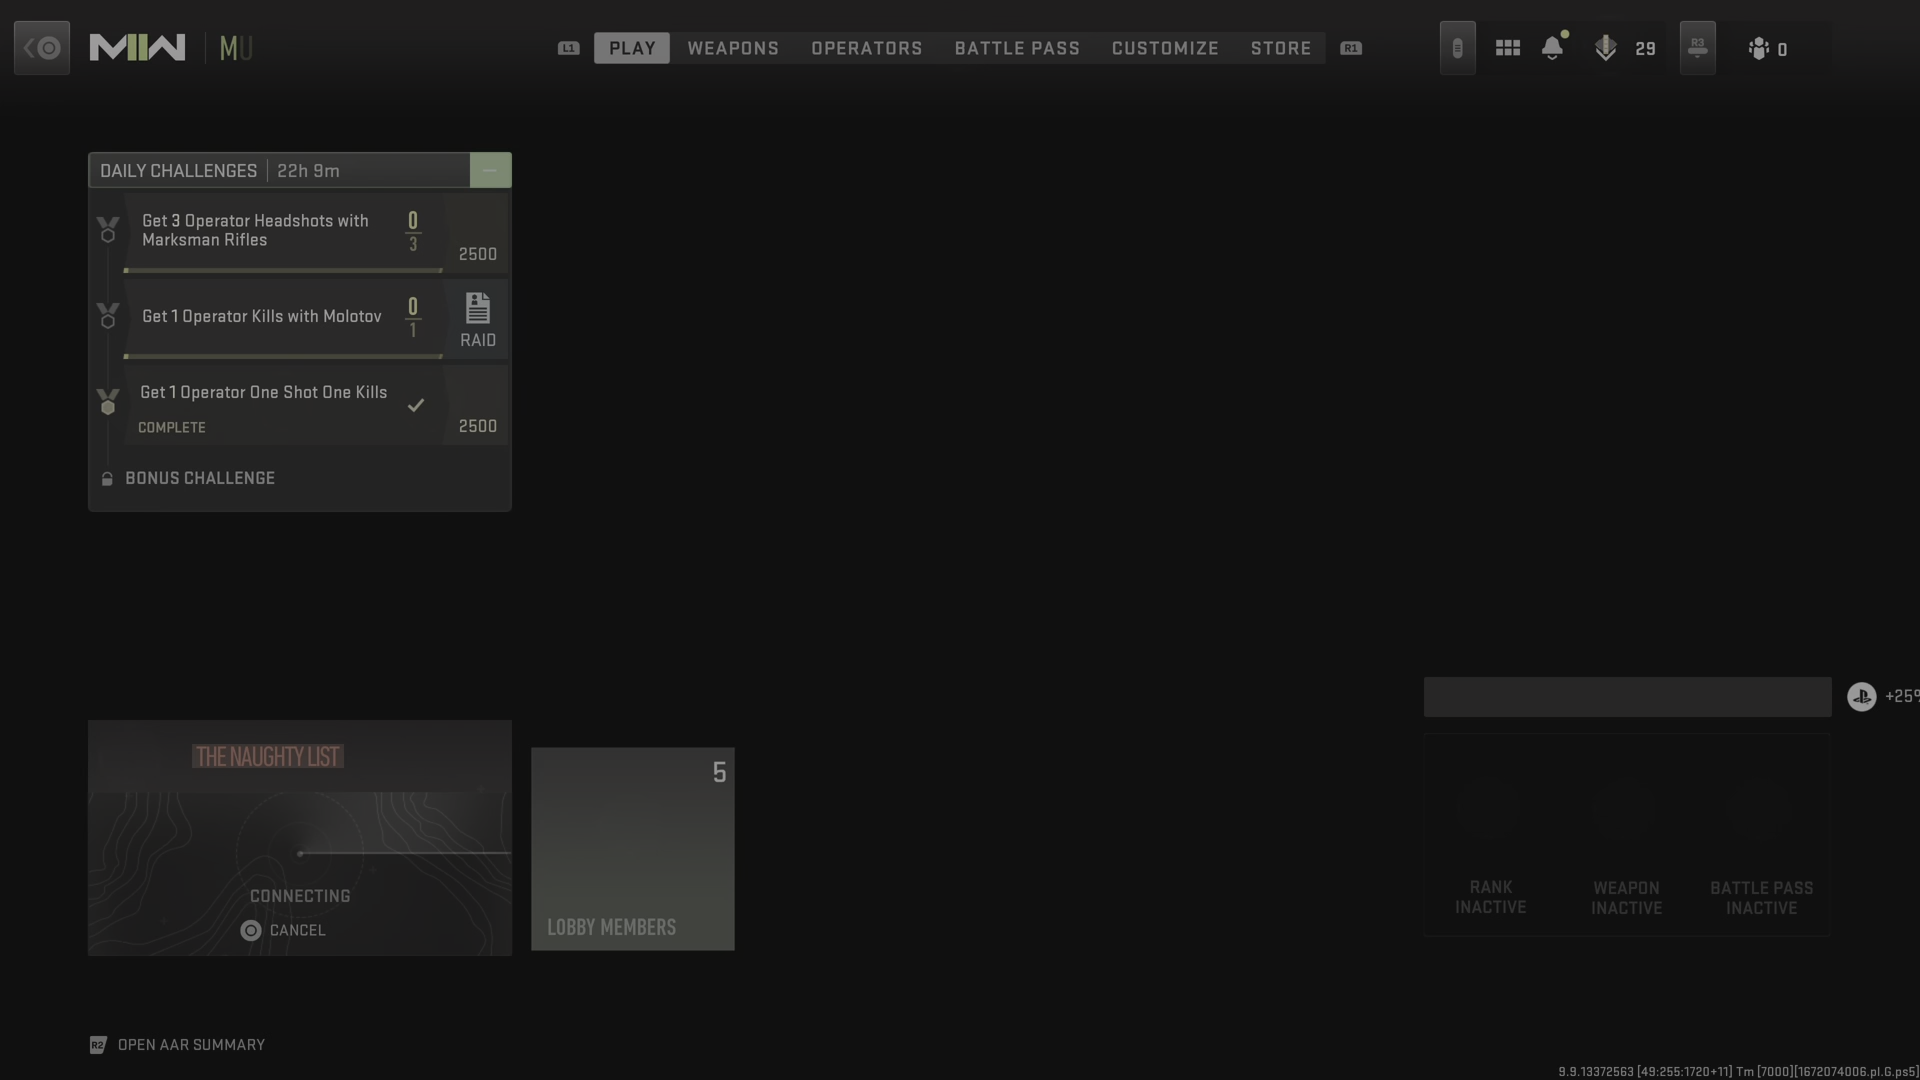 MWII MU
L1 PLAY WEAPONS OPERATORS BATTLE PASS CUSTOMIZE STORE R1
29 R3 0
DAILY CHALLENGES 22h 9m
Get 3 Operator Headshots with
Marksman Rifles
0
3
2500
Get 1 Operator Kills with Molotov
0
1
RAID
Get 1 Operator One Shot One Kills
COMPLETE
2500
BONUS CHALLENGE
+25%
THE NAUGHTY LIST
CONNECTING
CANCEL
5
LOBBY MEMBERS
RANK
INACTIVE
WEAPON
INACTIVE
BATTLE PASS
INACTIVE
R2 OPEN AAR SUMMARY
9.9.13372563 [49:255:1720+11] Tm [7000][1672074006.pl.G.ps5]